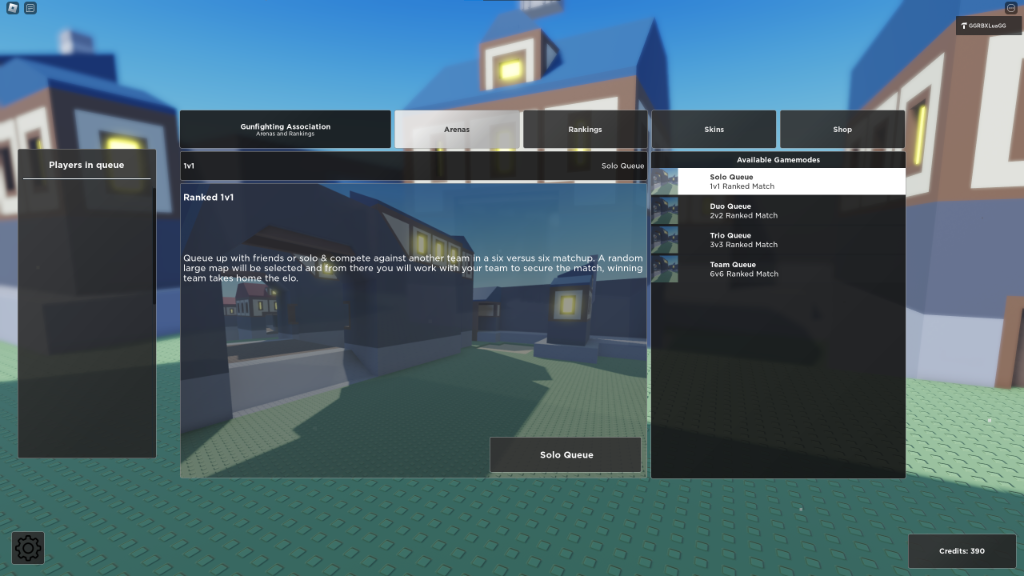 GGRBXLuoGG
Gunfighting Association
Arenas and Rankings
Arenas
Rankings
Skins
Shop
Players in queue
1v1
Solo Queue
Available Gamemodes
Ranked 1v1
Queue up with friends or solo & compete against another team in a six versus six matchup. A random
large map will be selected and from there you will work with your team to secure the match, winning
team takes home the elo.
Solo Queue
1v1 Ranked Match
Duo Queue
2v2 Ranked Match
Trio Queue
3v3 Ranked Match
Team Queue
6v6 Ranked Match
Solo Queue
Credits: 390